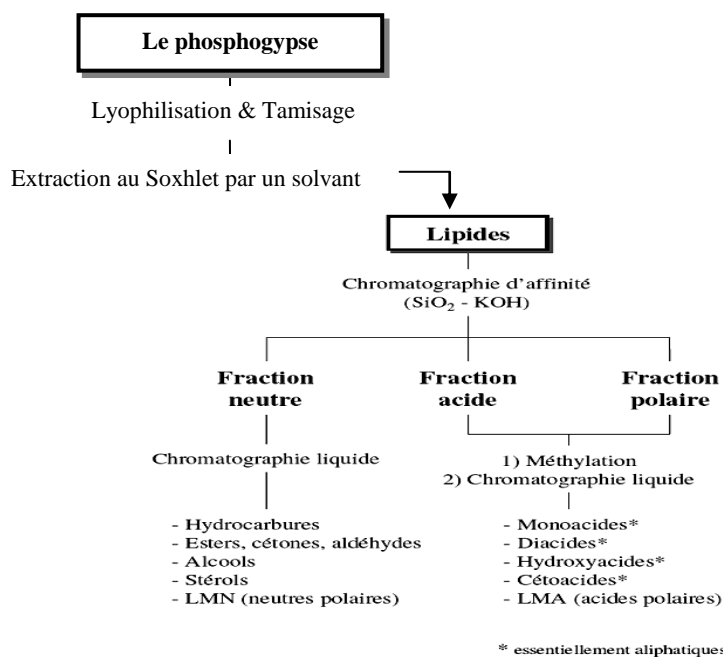 Le phosphogypse
Lyophilisation & Tamisage
Extraction au Soxhlet par un solvant
Lipides
Chromatographie d'affinité
(SiO₂ - KOH)
Fraction
neutre
Fraction
acide
Fraction
polaire
Chromatographie liquide
1) Méthylation
2) Chromatographie liquide
- Hydrocarbures
- Esters, cétones, aldéhydes
- Alcools
- Stérols
- LMN (neutres polaires)
- Monoacides*
- Diacides*
- Hydroxyacides*
- Cétoacides*
- LMA (acides polaires)
* essentiellement aliphatiques